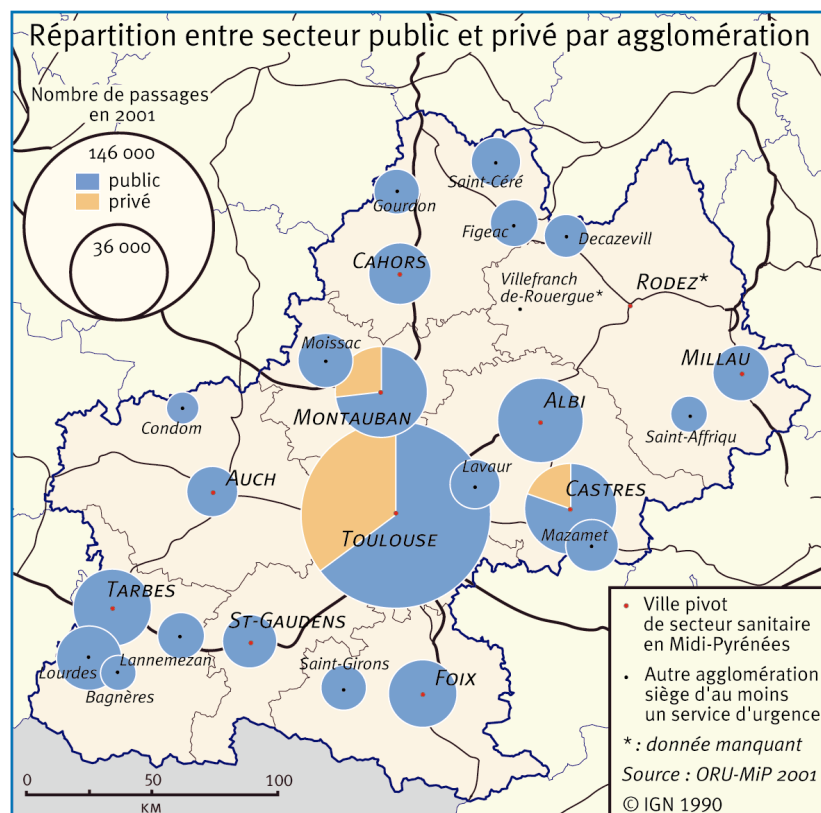 Répartition entre secteur public et privé par agglomération
Nombre de passages
en 2001
146 000
public
privé
36 000
Saint-Céré
Gourdon
Figeac
Decazevill
CAHORS
Villefranch
de-Rouergue*
RODEZ*
Moissac
MILLAU
MONTAUBAN
ALBI
Condom
Saint-Affriqu
AUCH
Lavaur
CASTRES
TOULOUSE
Mazamet
TARBES
ST-GAUDENS
Lourdes
Lannemezan
Bagnères
Saint-Girons
FOIX
Ville pivot
de secteur sanitaire
en Midi-Pyrénées
Autre agglomération
siège d'au moins
un service d'urgence
* : donnée manquant
Source : ORU-MiP 2001
© IGN 1990
0 50 100
KM